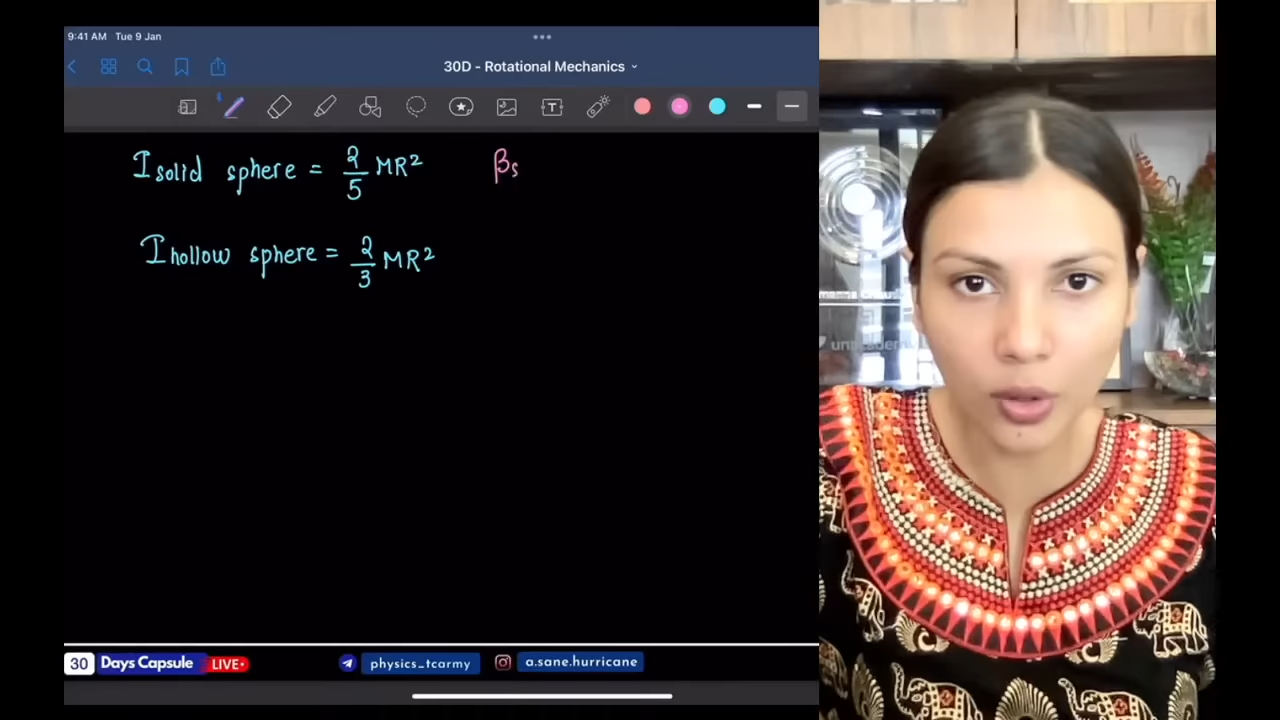 9:41 AM Tue 9 Jan
30D - Rotational Mechanics
T
I solid sphere = 2/5 MR² βs
I hollow sphere = 2/3 MR²
30 Days Capsule LIVE
physics_tcarmy
a.sane.hurricane